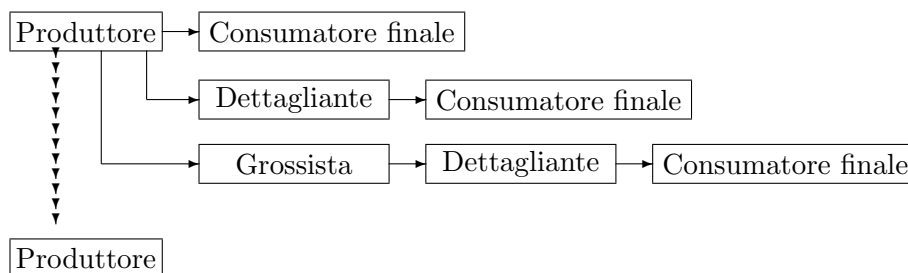 Produttore Consumatore finale
Dettagliante Consumatore finale
Grossista Dettagliante Consumatore finale
Produttore